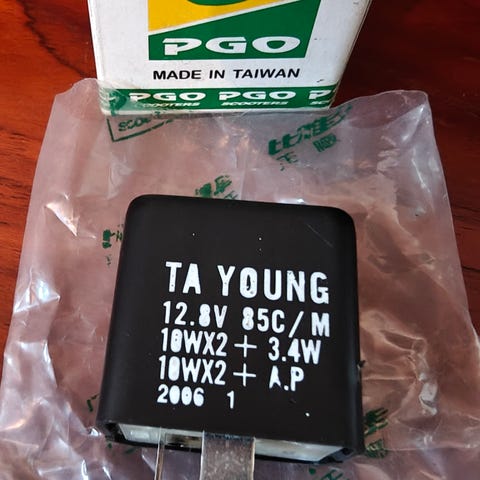 PGO
MADE IN TAIWAN
PGO PGO P
SCOOTERS SCOOTERS
TA YOUNG
12.8V 85C/M
10WX2 + 3.4W
10WX2 + A.P
2006 1